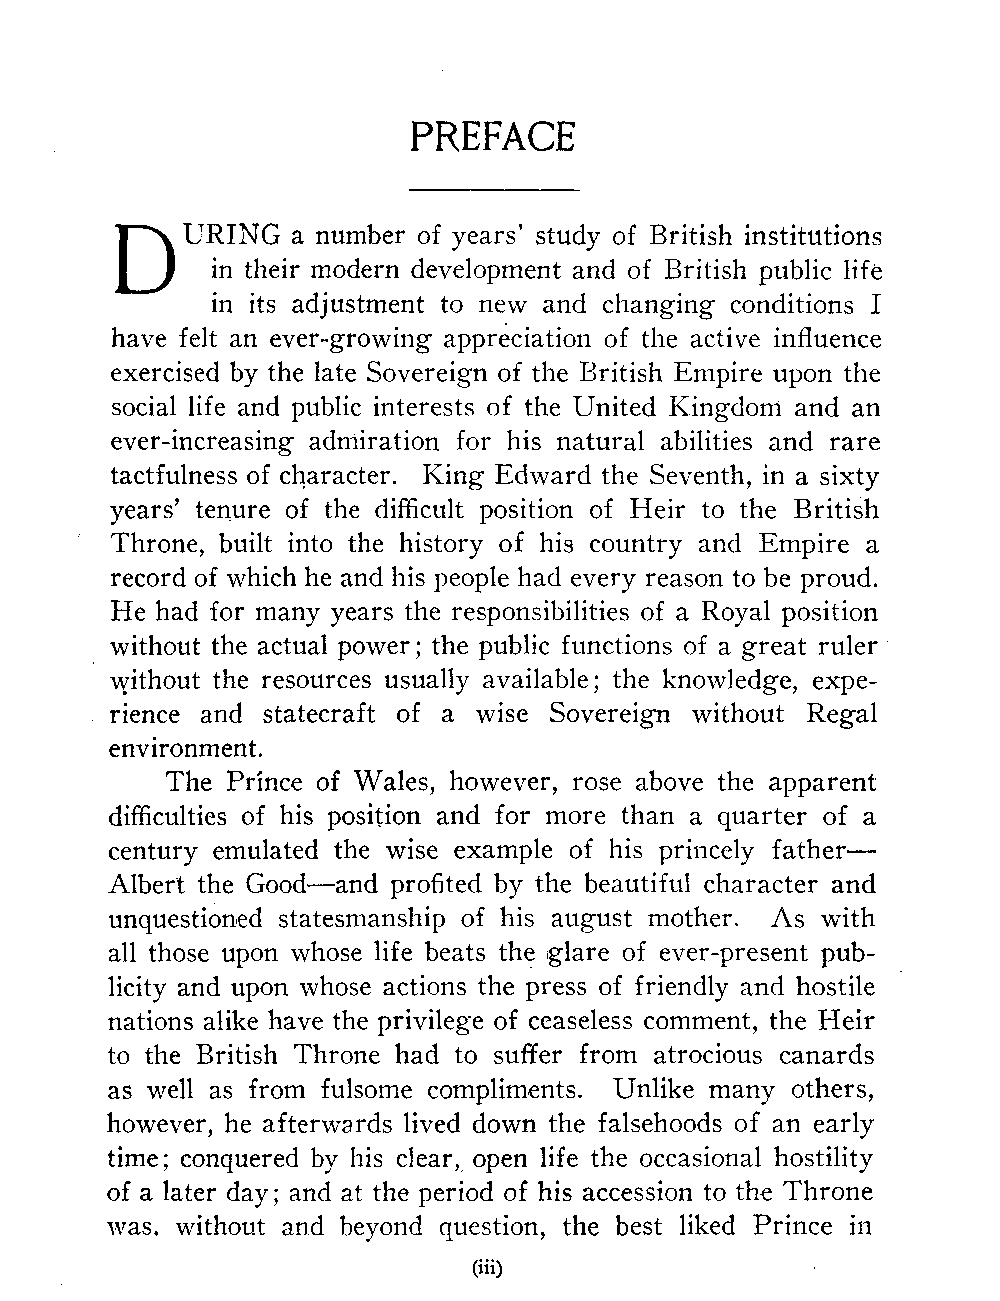 PREFACE
DURING a number of years' study of British institutions
in their modern development and of British public life
in its adjustment to new and changing conditions I
have felt an ever-growing appreciation of the active influence
exercised by the late Sovereign of the British Empire upon the
social life and public interests of the United Kingdom and an
ever-increasing admiration for his natural abilities and rare
tactfulness of character. King Edward the Seventh, in a sixty
years' tenure of the difficult position of Heir to the British
Throne, built into the history of his country and Empire a
record of which he and his people had every reason to be proud.
He had for many years the responsibilities of a Royal position
without the actual power; the public functions of a great ruler
without the resources usually available; the knowledge, expe-
rience and statecraft of a wise Sovereign without Regal
environment.
The Prince of Wales, however, rose above the apparent
difficulties of his position and for more than a quarter of a
century emulated the wise example of his princely father—
Albert the Good—and profited by the beautiful character and
unquestioned statesmanship of his august mother. As with
all those upon whose life beats the glare of ever-present pub-
licity and upon whose actions the press of friendly and hostile
nations alike have the privilege of ceaseless comment, the Heir
to the British Throne had to suffer from atrocious canards
as well as from fulsome compliments. Unlike many others,
however, he afterwards lived down the falsehoods of an early
time; conquered by his clear, open life the occasional hostility
of a later day; and at the period of his accession to the Throne
was, without and beyond question, the best liked Prince in
(iii)